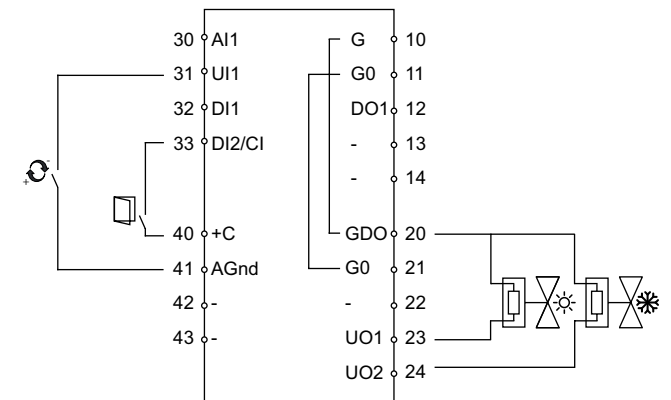 30 AI1 G 10
31 UI1 G0 11
32 DI1 DO1 12
33 DI2/CI - 13
- 14
40 +C GDO 20
41 AGnd G0 21
42 - - 22
43 - UO1 23
UO2 24
- +